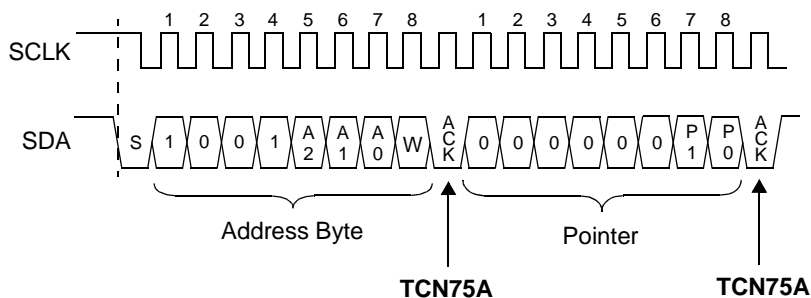 1 2 3 4 5 6 7 8 1 2 3 4 5 6 7 8
SCLK
SDA S 1 0 0 1 A2 A1 A0 W ACK 0 0 0 0 0 0 P1 P0 ACK
Address Byte Pointer
TCN75A TCN75A